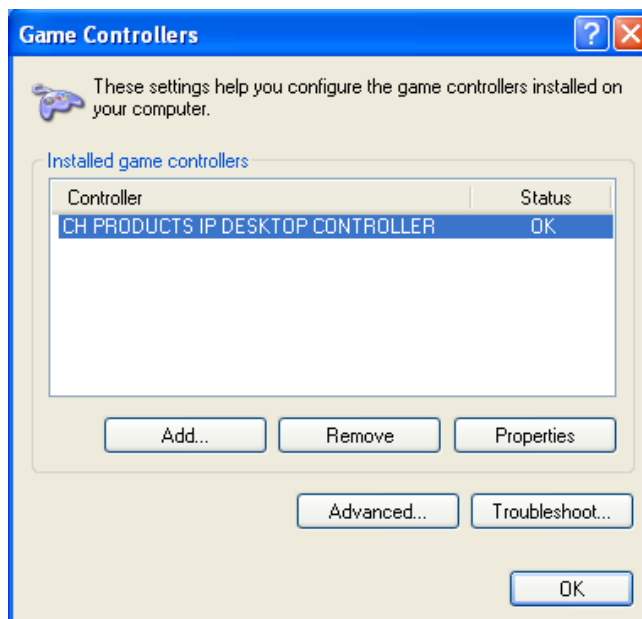 Game Controllers
These settings help you configure the game controllers installed on
your computer.
Installed game controllers
Controller Status
CH PRODUCTS IP DESKTOP CONTROLLER OK
Add... Remove Properties
Advanced... Troubleshoot...
OK